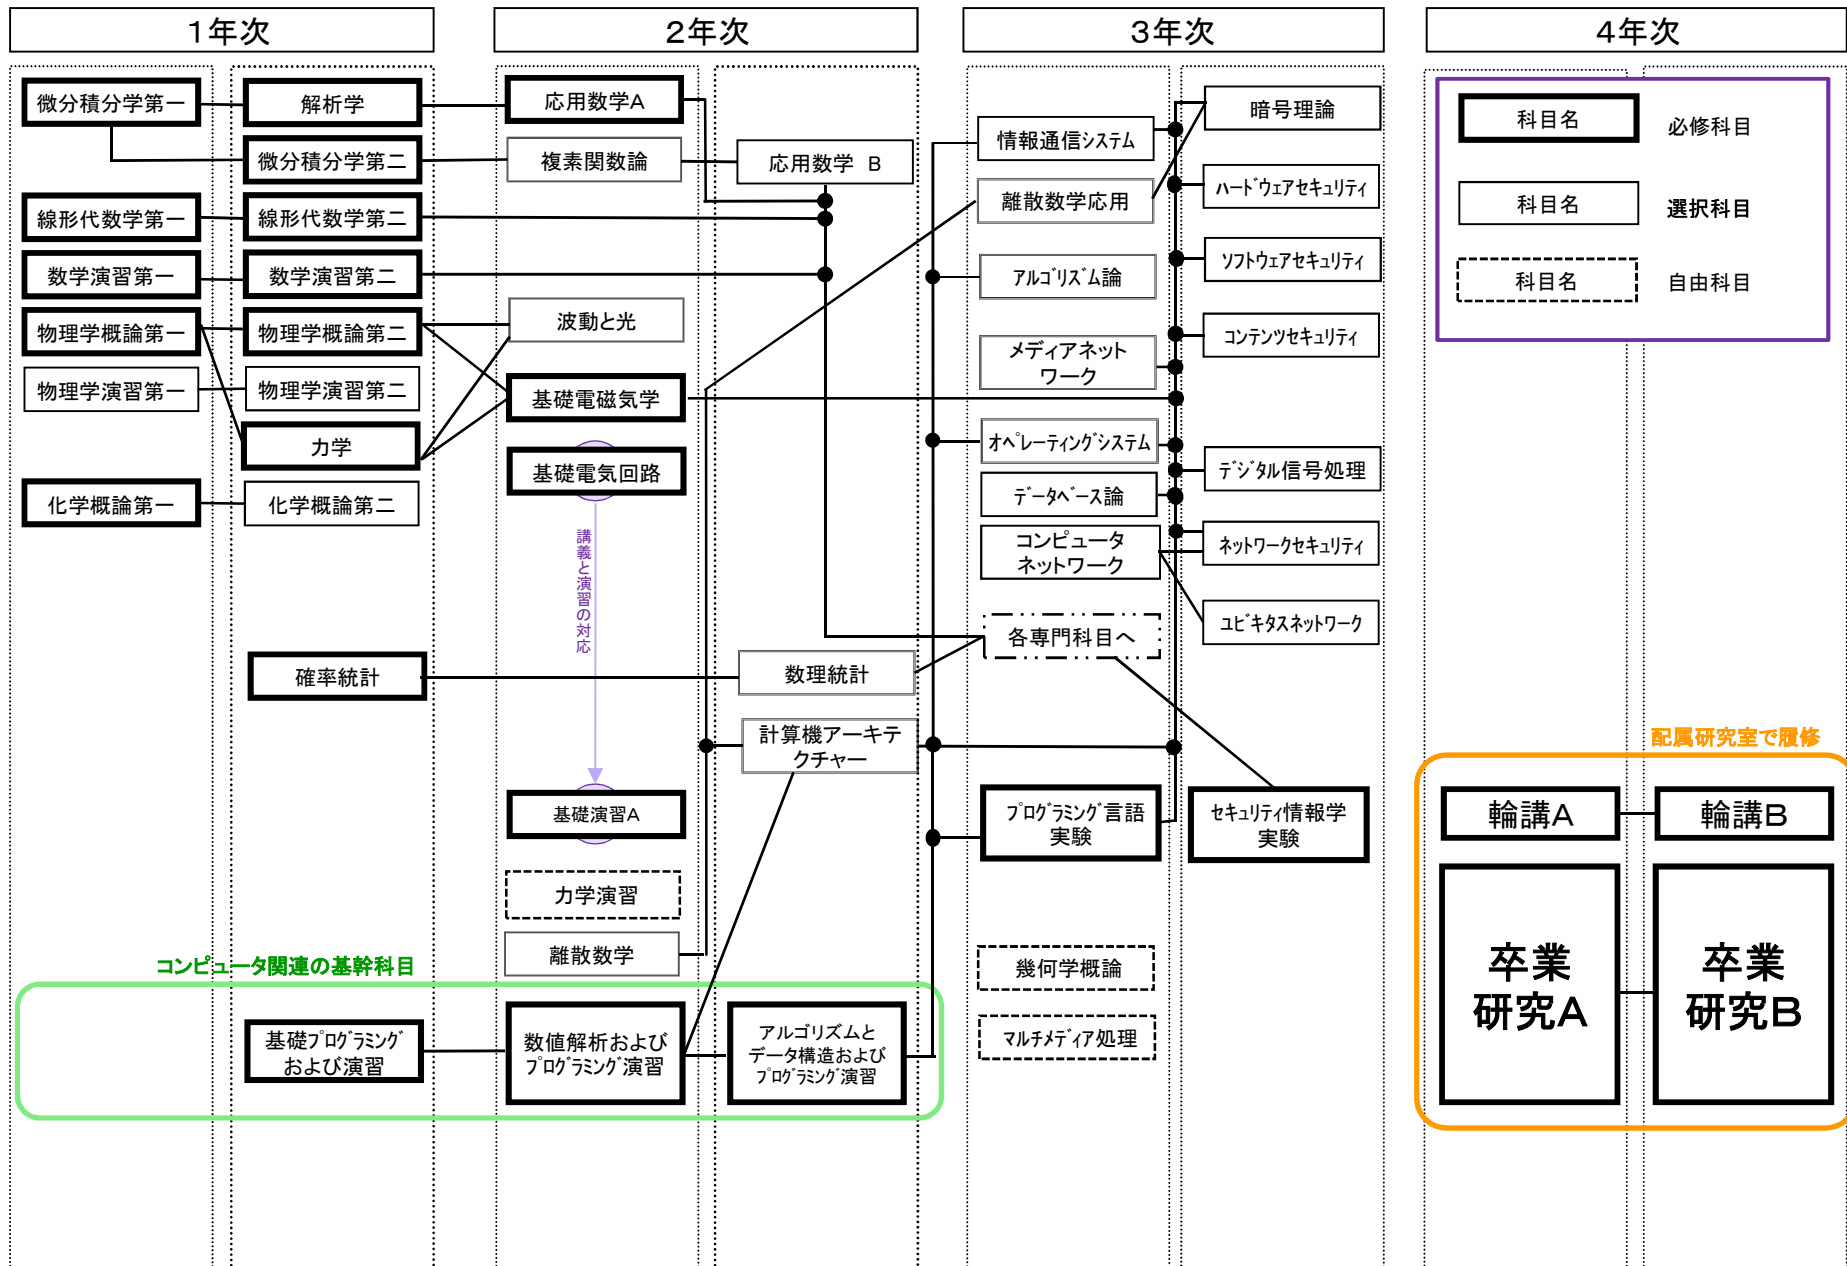 1年次
2年次
3年次
4年次
微分積分学第一
線形代数学第一
数学演習第一
物理学概論第一
物理学演習第一
化学概論第一
解析学
微分積分学第二
線形代数学第二
数学演習第二
物理学概論第二
物理学演習第二
力学
化学概論第二
確率統計
コンピュータ関連の基幹科目
基礎プログラミング
および演習
応用数学A
複素関数論
波動と光
基礎電磁気学
基礎電気回路
講義と演習の対応
基礎演習A
力学演習
離散数学
数値解析および
プログラミング演習
応用数学 B
数理統計
計算機アーキテ
クチャー
アルゴリズムと
データ構造および
プログラミング演習
情報通信システム
離散数学応用
アルゴリズム論
メディアネット
ワーク
オペレーティングシステム
データベース論
コンピュータ
ネットワーク
各専門科目へ
プログラミング言語
実験
幾何学概論
マルチメディア処理
暗号理論
ハードウェアセキュリティ
ソフトウェアセキュリティ
コンテンツセキュリティ
デジタル信号処理
ネットワークセキュリティ
ユビキタスネットワーク
セキュリティ情報学
実験
科目名
必修科目
科目名
選択科目
科目名
自由科目
配属研究室で履修
輪講A
輪講B
卒業
研究A
卒業
研究B